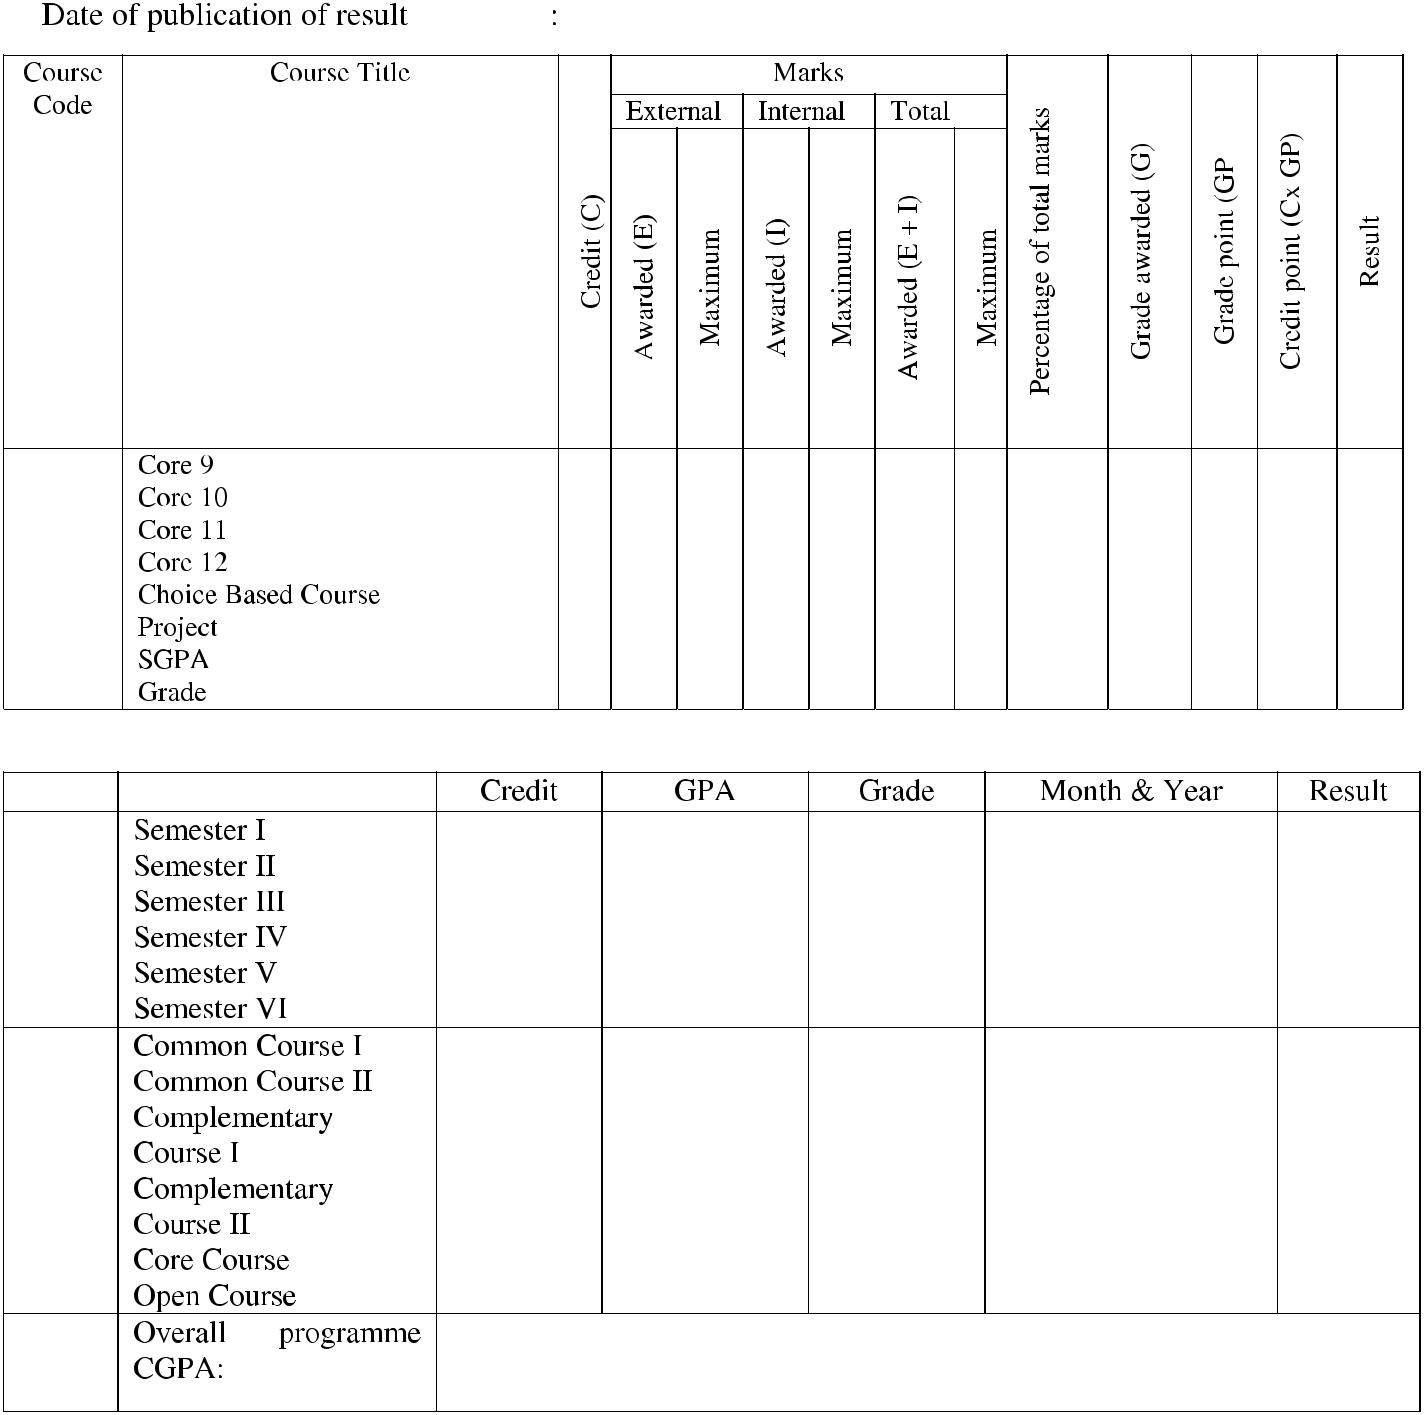 Date of publication of result :
Course Code
Course Title
Credit (C)
Marks
External
Internal
Total
Awarded (E)
Maximum
Awarded (I)
Maximum
Awarded (E + I)
Maximum
Percentage of total marks
Grade awarded (G)
Grade point (GP
Credit point (Cx GP)
Result
Core 9
Core 10
Core 11
Core 12
Choice Based Course
Project
SGPA
Grade
Credit GPA Grade Month & Year Result
Semester I
Semester II
Semester III
Semester IV
Semester V
Semester VI
Common Course I
Common Course II
Complementary
Course I
Complementary
Course II
Core Course
Open Course
Overall programme
CGPA: